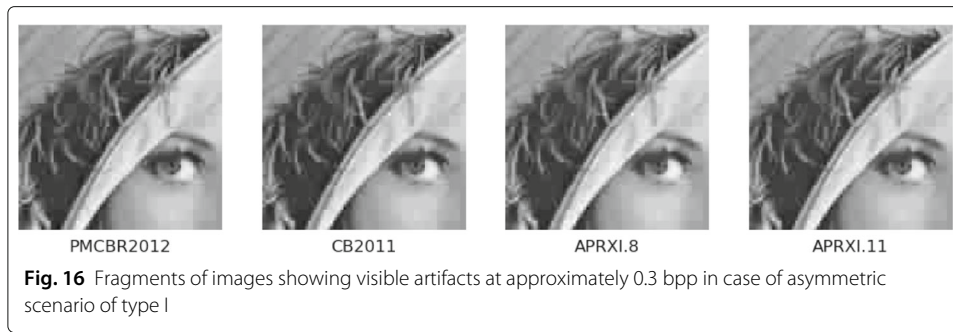 PMCBR2012 CB2011 APRXI.8 APRXI.11
Fig. 16 Fragments of images showing visible artifacts at approximately 0.3 bpp in case of asymmetric
scenario of type I